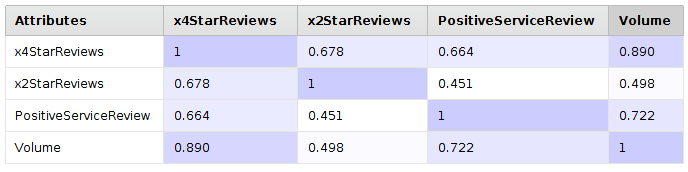 Attributes x4StarReviews x2StarReviews PositiveServiceReview Volume
x4StarReviews 1 0.678 0.664 0.890
x2StarReviews 0.678 1 0.451 0.498
PositiveServiceReview 0.664 0.451 1 0.722
Volume 0.890 0.498 0.722 1